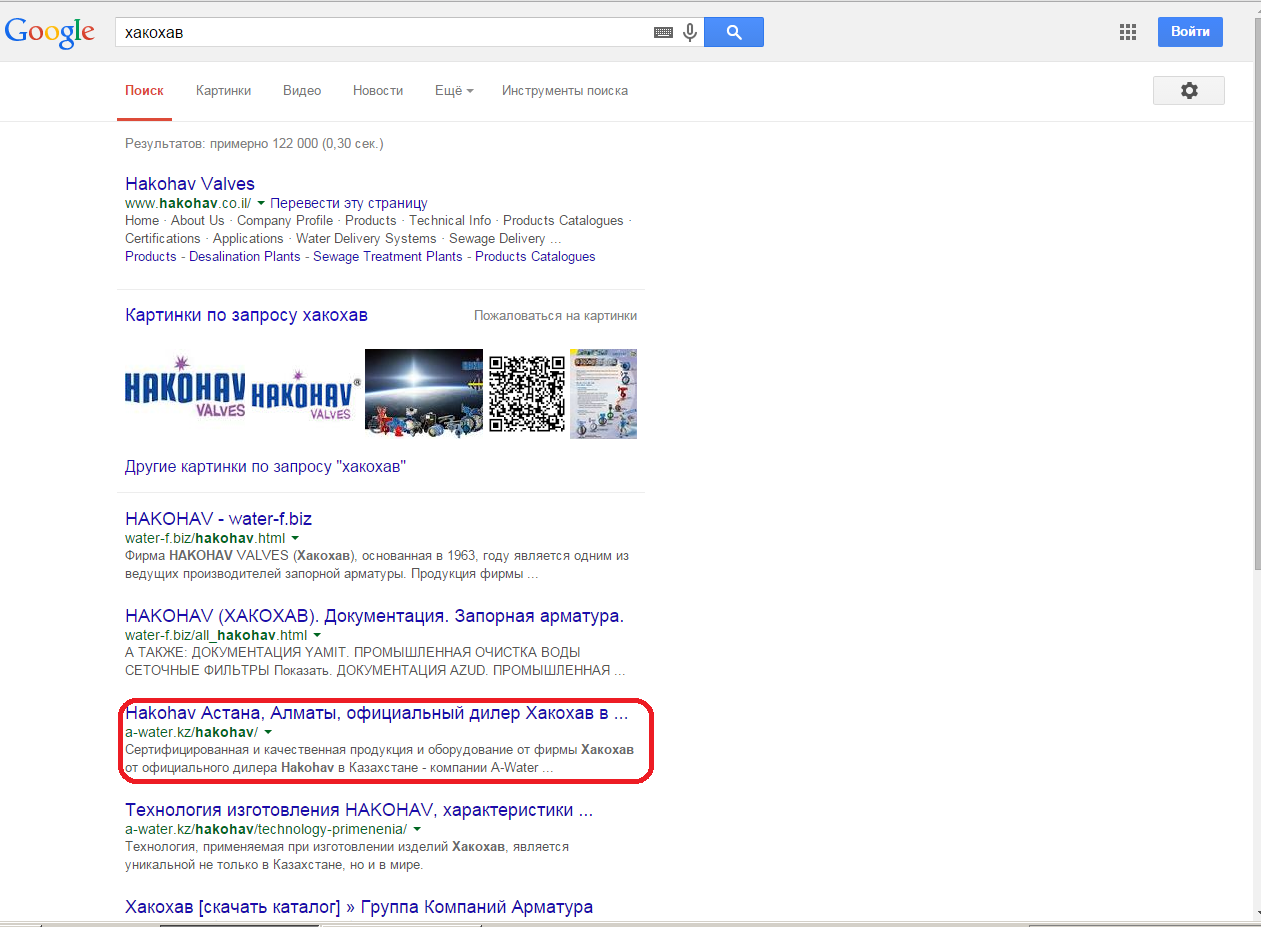 Google
хакохав
Войти
Поиск Картинки Видео Новости Ещё Инструменты поиска
Результатов: примерно 122 000 (0,30 сек.)
Hakohav Valves
www.hakohav.co.il/ Перевести эту страницу
Home · About Us · Company Profile · Products · Technical Info · Products Catalogues ·
Certifications · Applications · Water Delivery Systems · Sewage Delivery ...
Products - Desalination Plants - Sewage Treatment Plants - Products Catalogues
Картинки по запросу хакохав Пожаловаться на картинки
HAKOHAV
VALVES
HAKOHAV®
VALVES
Другие картинки по запросу "хакохав"
HAKOHAV - water-f.biz
water-f.biz/hakohav.html
Фирма HAKOHAV VALVES (Хакохав), основанная в 1963, году является одним из
ведущих производителей запорной арматуры. Продукция фирмы ...
HAKOHAV (ХАКОХАВ). Документация. Запорная арматура.
water-f.biz/all_hakohav.html
А ТАКЖЕ: ДОКУМЕНТАЦИЯ YAMIT. ПРОМЫШЛЕННАЯ ОЧИСТКА ВОДЫ
СЕТОЧНЫЕ ФИЛЬТРЫ Показать. ДОКУМЕНТАЦИЯ AZUD. ПРОМЫШЛЕННАЯ ...
Hakohav Астана, Алматы, официальный дилер Хакохав в ...
a-water.kz/hakohav/
Сертифицированная и качественная продукция и оборудование от фирмы Хакохав
от официального дилера Hakohav в Казахстане - компании A-Water ...
Технология изготовления HAKOHAV, характеристики ...
a-water.kz/hakohav/technology-primenenia/
Технология, применяемая при изготовлении изделий Хакохав, является
уникальной не только в Казахстане, но и в мире.
Хакохав [скачать каталог] » Группа Компаний Арматура